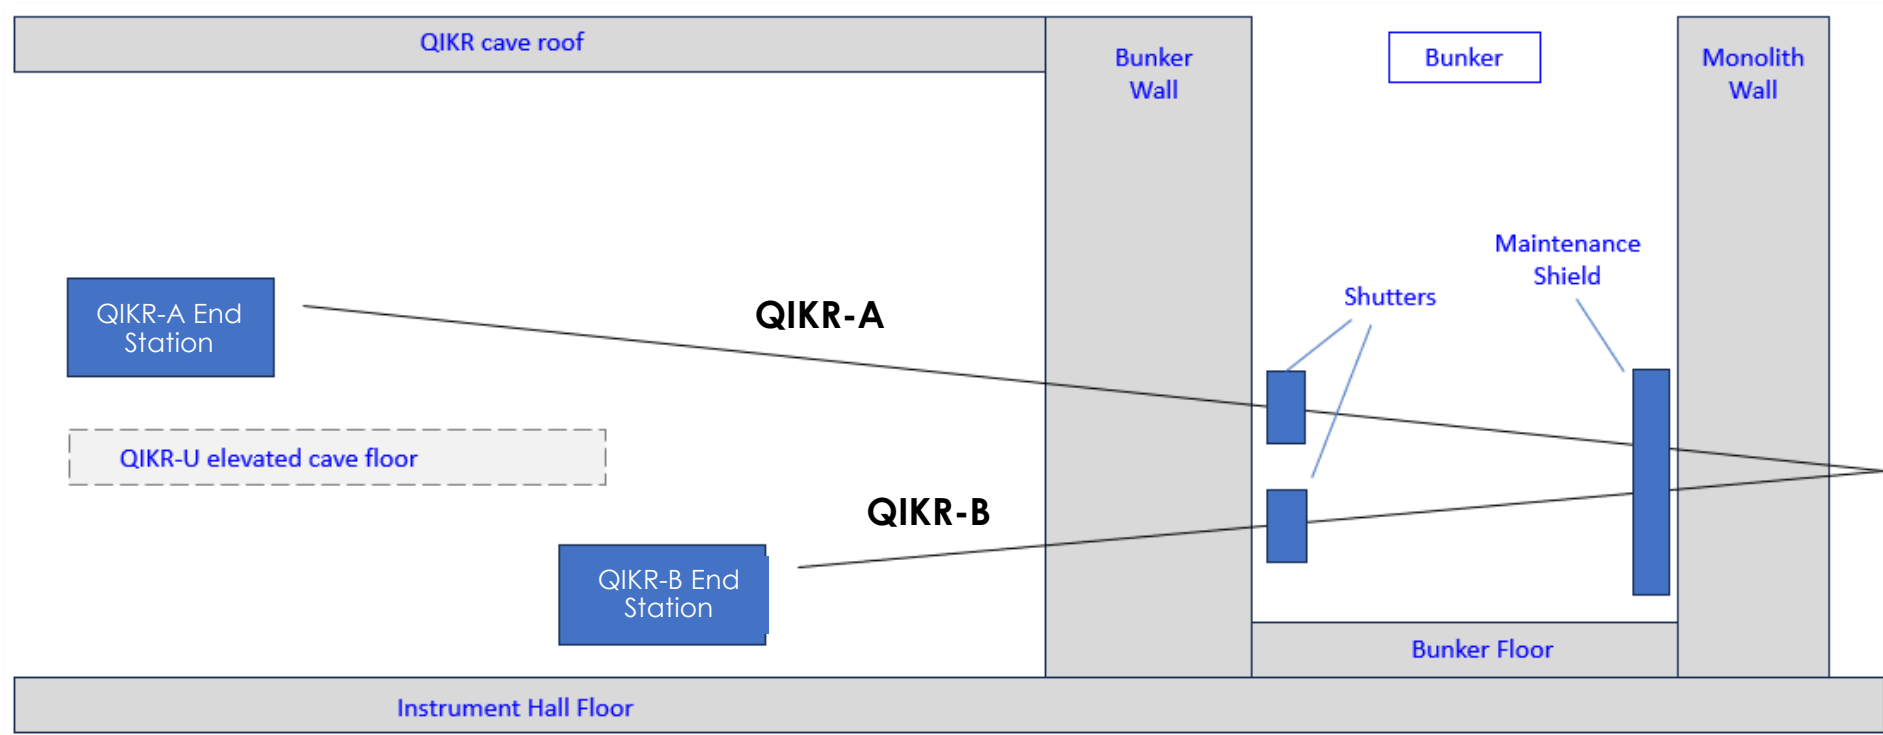 QIKR cave roof
Bunker
Wall
Bunker
Monolith
Wall
Maintenance
Shield
Shutters
QIKR-A End
Station
QIKR-A
QIKR-U elevated cave floor
QIKR-B
QIKR-B End
Station
Bunker Floor
Instrument Hall Floor